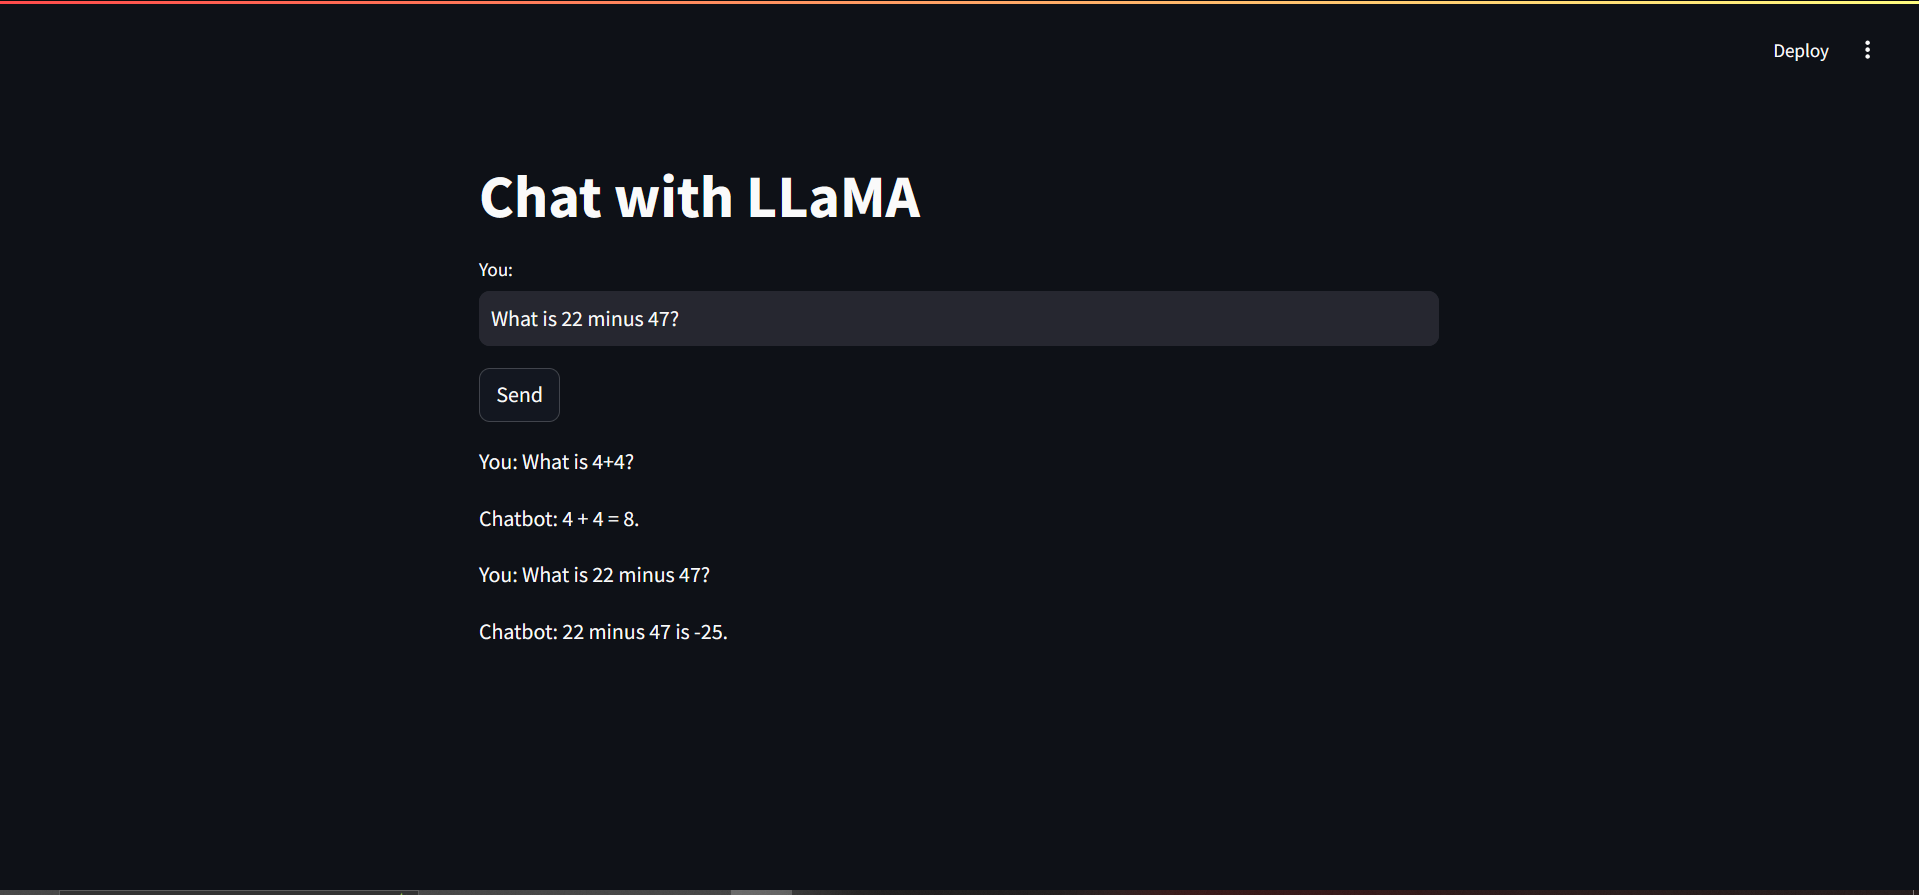 Deploy
Chat with LLaMA
You:
What is 22 minus 47?
Send
You: What is 4+4?
Chatbot: 4 + 4 = 8.
You: What is 22 minus 47?
Chatbot: 22 minus 47 is -25.